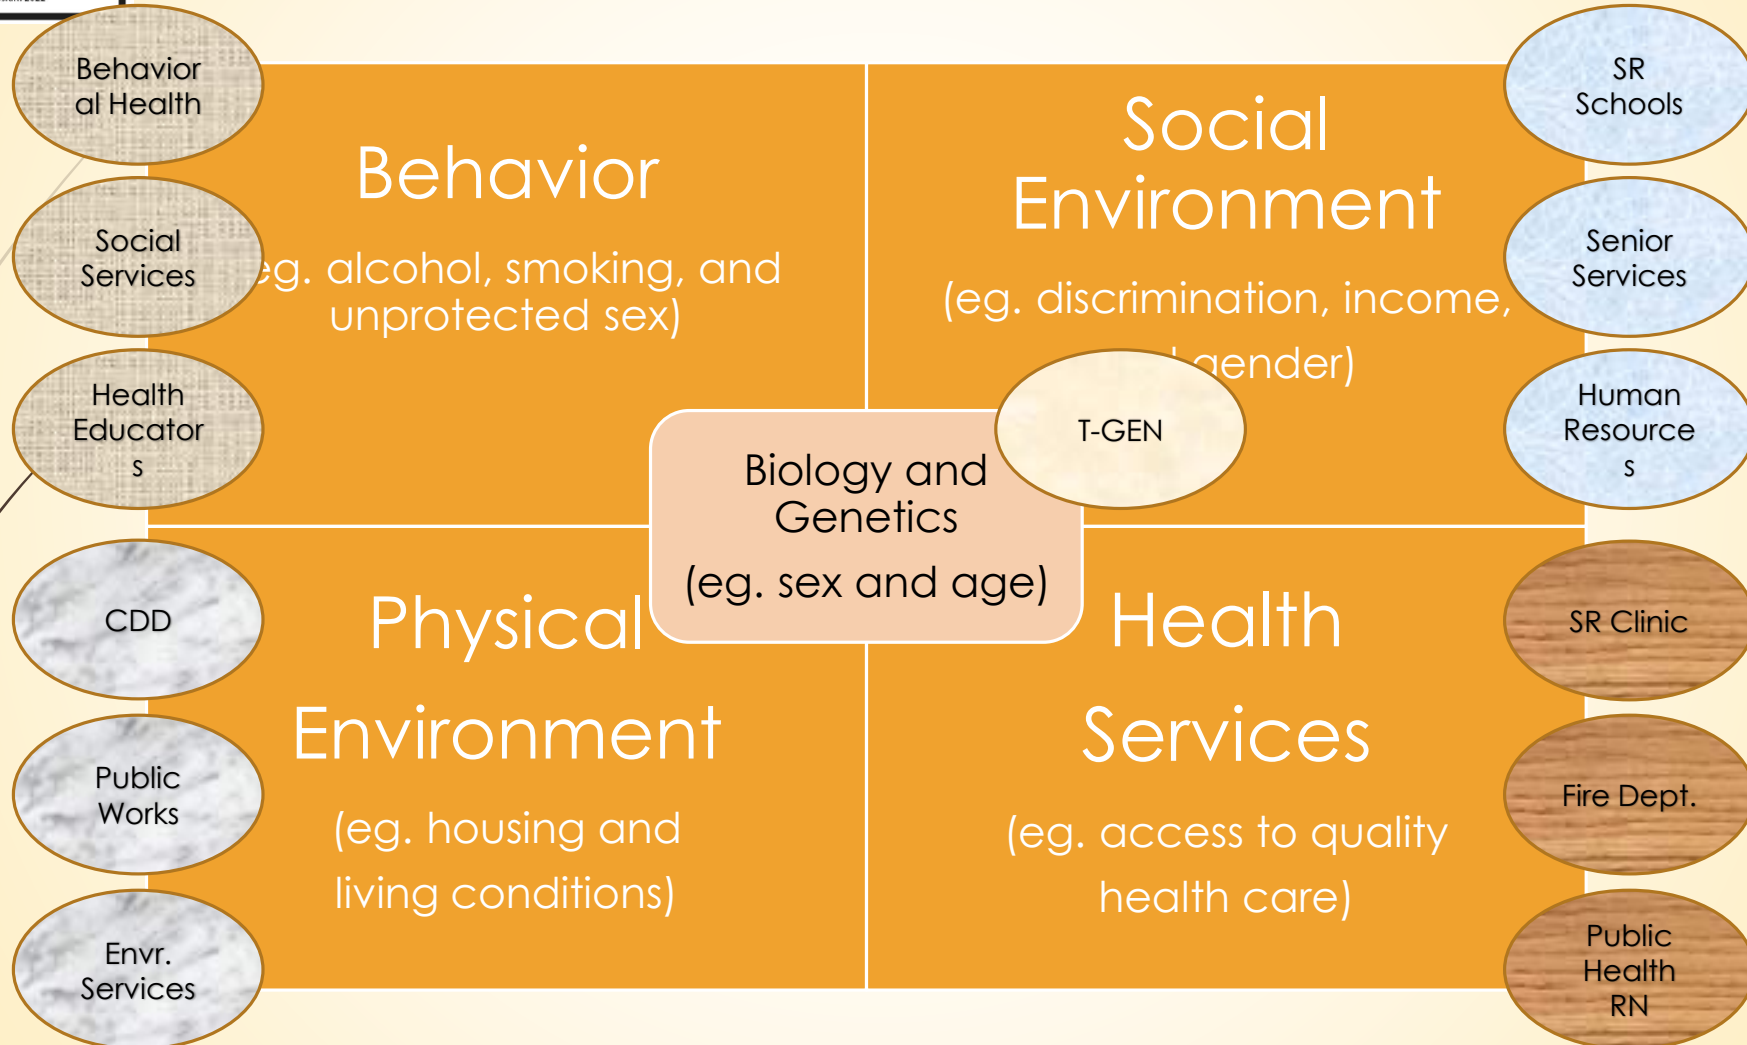 Behavior
al Health
Social
Services
Health
Educator
s
Behavior
eg. alcohol, smoking, and
unprotected sex)
Social
Environment
(eg. discrimination, income,
gender)
SR
Schools
Senior
Services
Human
Resource
s
T-GEN
Biology and
Genetics
(eg. sex and age)
CDD
Public
Works
Envr.
Services
Physical
Environment
(eg. housing and
living conditions)
Health
Services
(eg. access to quality
health care)
SR Clinic
Fire Dept.
Public
Health
RN